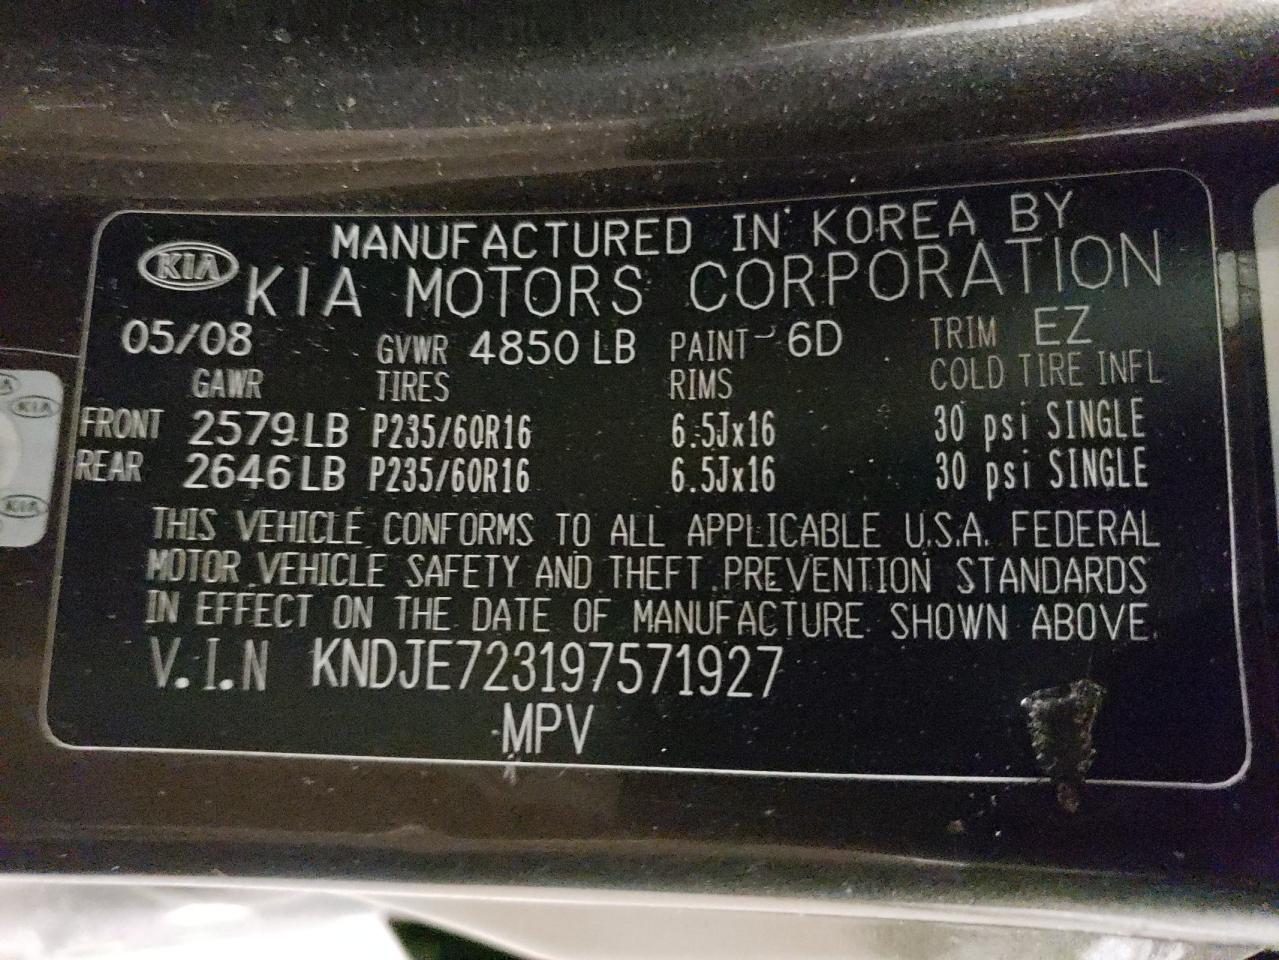 MANUFACTURED IN KOREA BY
KIA KIA MOTORS CORPORATION
05/08 GVWR 4850 LB PAINT 6D TRIM EZ
GAWR TIRES RIMS COLD TIRE INFL
FRONT 2579 LB P235/60R16 6.5Jx16 30 psi SINGLE
REAR 2646 LB P235/60R16 6.5Jx16 30 psi SINGLE
THIS VEHICLE CONFORMS TO ALL APPLICABLE U.S.A. FEDERAL
MOTOR VEHICLE SAFETY AND THEFT PREVENTION STANDARDS
IN EFFECT ON THE DATE OF MANUFACTURE SHOWN ABOVE.
V.I.N KNDJE723197571927
MPV
KIA
KIA